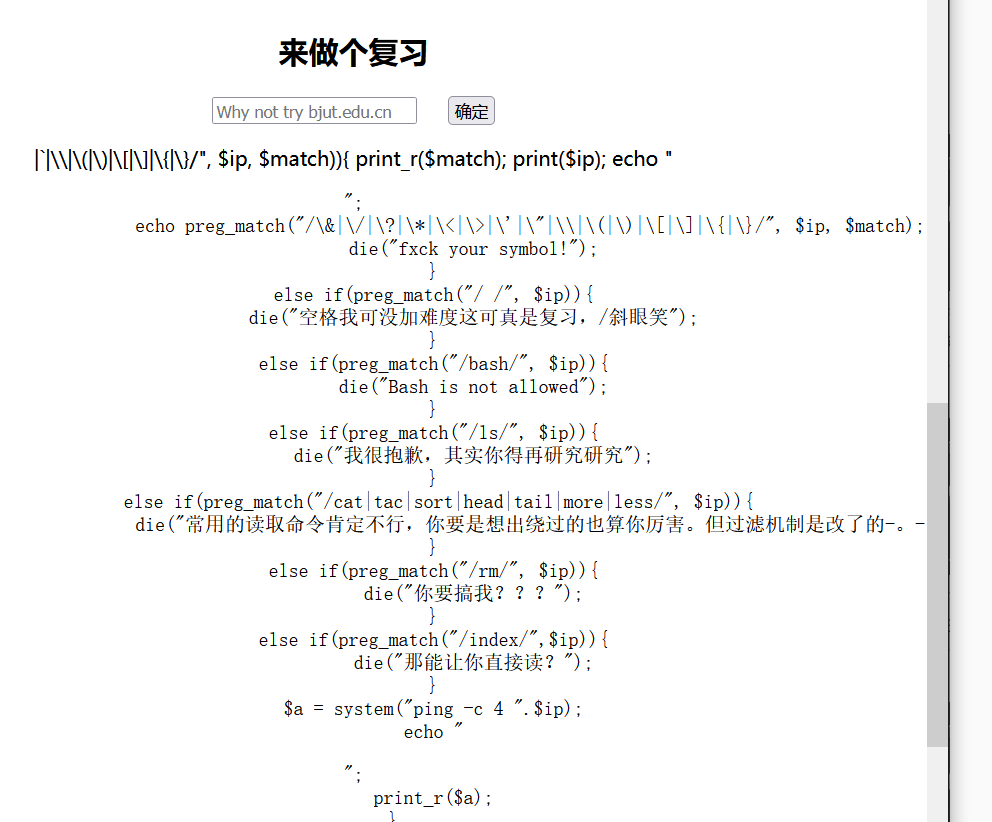 来做个复习
Why not try bjut.edu.cn 确定
|`|\\|\(|\)|\[|\]|\{|\}/", $ip, $match)){ print_r($match); print($ip); echo "
";
echo preg_match("/\&|\/|\?|\*|\<|\>|\'|\"|\\|\(|\)|\[|\]|\{|\}/", $ip, $match);
die("fxck your symbol!");
}
else if(preg_match("/ /", $ip)){
die("空格我可没加难度这可真是复习，/斜眼笑");
}
else if(preg_match("/bash/", $ip)){
die("Bash is not allowed");
}
else if(preg_match("/ls/", $ip)){
die("我很抱歉，其实你得再研究研究");
}
else if(preg_match("/cat|tac|sort|head|tail|more|less/", $ip)){
die("常用的读取命令肯定不行，你要是想出绕过的也算你厉害。但过滤机制是改了的-。-
}
else if(preg_match("/rm/", $ip)){
die("你要搞我？？？");
}
else if(preg_match("/index/",$ip)){
die("那能让你直接读？");
}
$a = system("ping -c 4 ".$ip);
echo "
";
print_r($a);
}